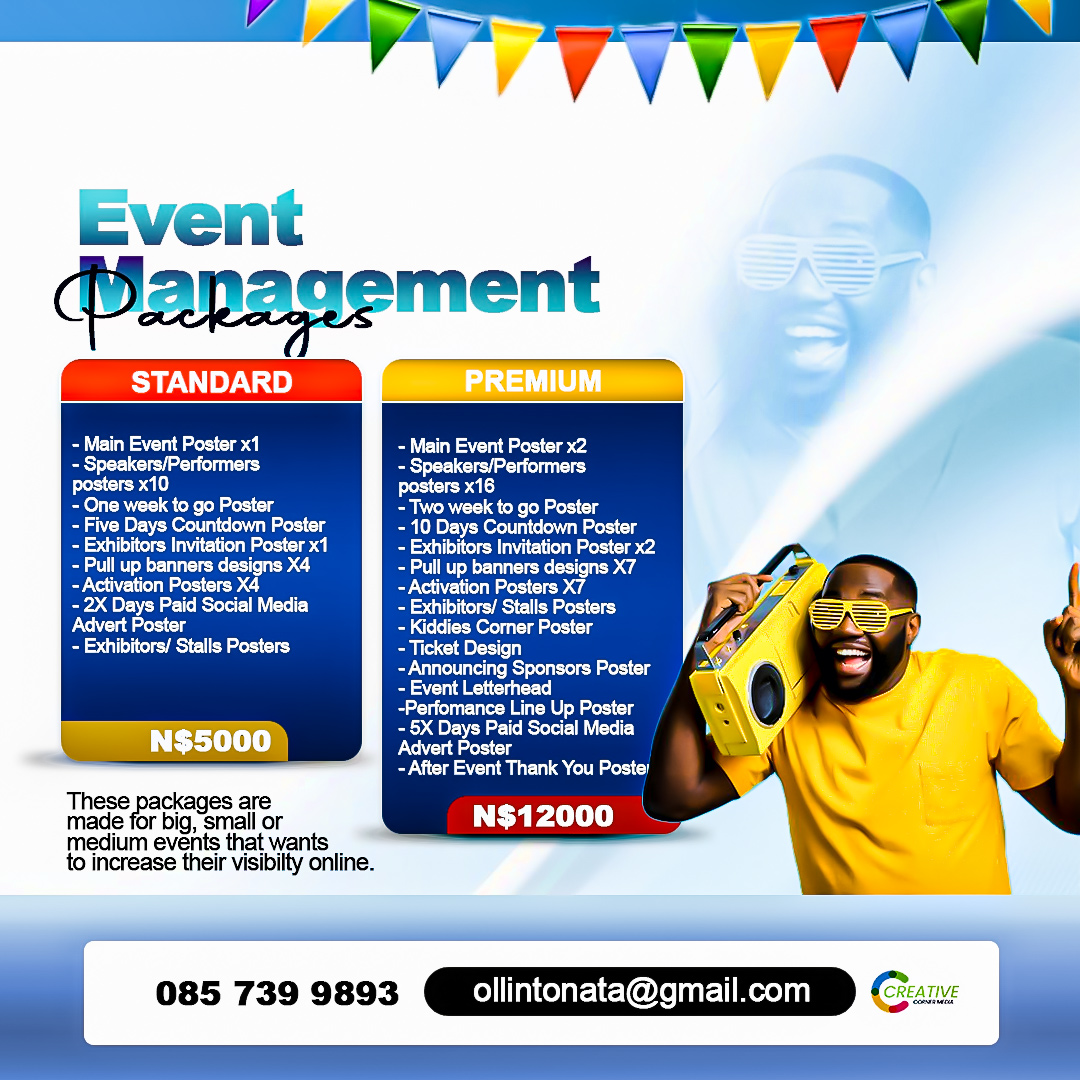 Event
Management
Packages
STANDARD
- Main Event Poster x1
- Speakers/Performers
posters x10
- One week to go Poster
- Five Days Countdown Poster
- Exhibitors Invitation Poster x1
- Pull up banners designs X4
- Activation Posters X4
- 2X Days Paid Social Media
Advert Poster
- Exhibitors/ Stalls Posters
N$5000
PREMIUM
- Main Event Poster x2
- Speakers/Performers
posters x16
- Two week to go Poster
- 10 Days Countdown Poster
- Exhibitors Invitation Poster x2
- Pull up banners designs X7
- Activation Posters X7
- Exhibitors/ Stalls Posters
- Kiddies Corner Poster
- Ticket Design
- Announcing Sponsors Poster
- Event Letterhead
-Perfomance Line Up Poster
- 5X Days Paid Social Media
Advert Poster
- After Event Thank You Poster
N$12000
These packages are
made for big, small or
medium events that wants
to increase their visibilty online.
085 739 9893
ollintonata@gmail.com
CREATIVE
CORNER MEDIA